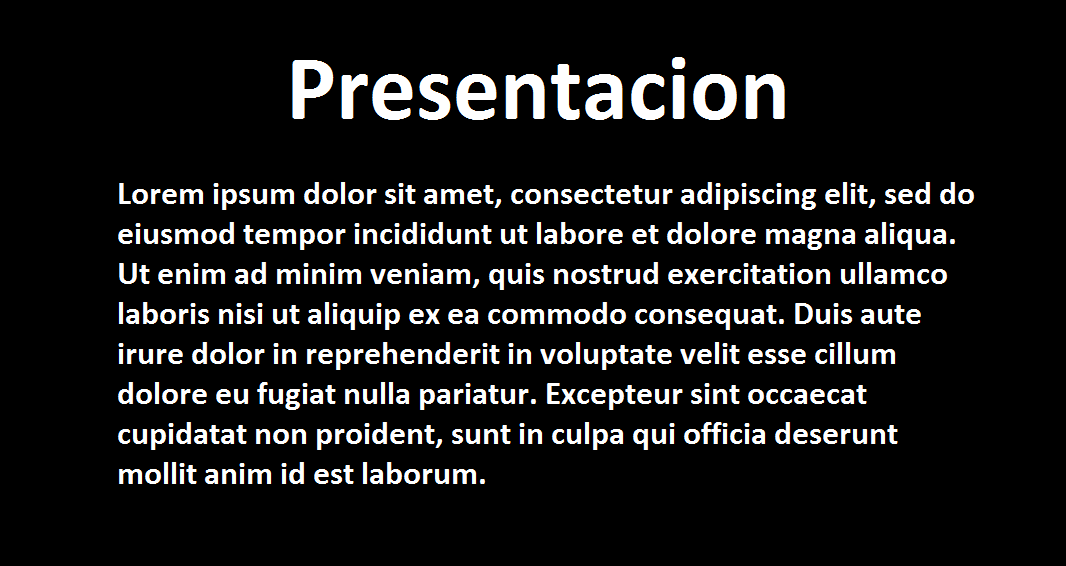 Presentacion
Lorem ipsum dolor sit amet, consectetur adipiscing elit, sed do
eiusmod tempor incididunt ut labore et dolore magna aliqua.
Ut enim ad minim veniam, quis nostrud exercitation ullamco
laboris nisi ut aliquip ex ea commodo consequat. Duis aute
irure dolor in reprehenderit in voluptate velit esse cillum
dolore eu fugiat nulla pariatur. Excepteur sint occaecat
cupidatat non proident, sunt in culpa qui officia deserunt
mollit anim id est laborum.